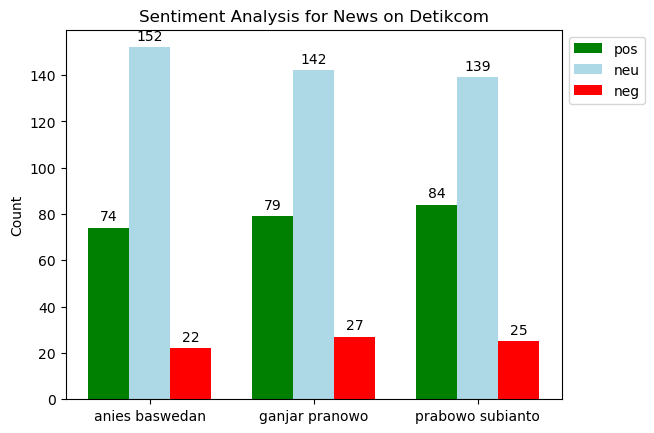 Sentiment Analysis for News on Detikcom
pos
neu
neg
Count
0
20
40
60
80
100
120
140
74
152
22
79
142
27
84
139
25
anies baswedan
ganjar pranowo
prabowo subianto